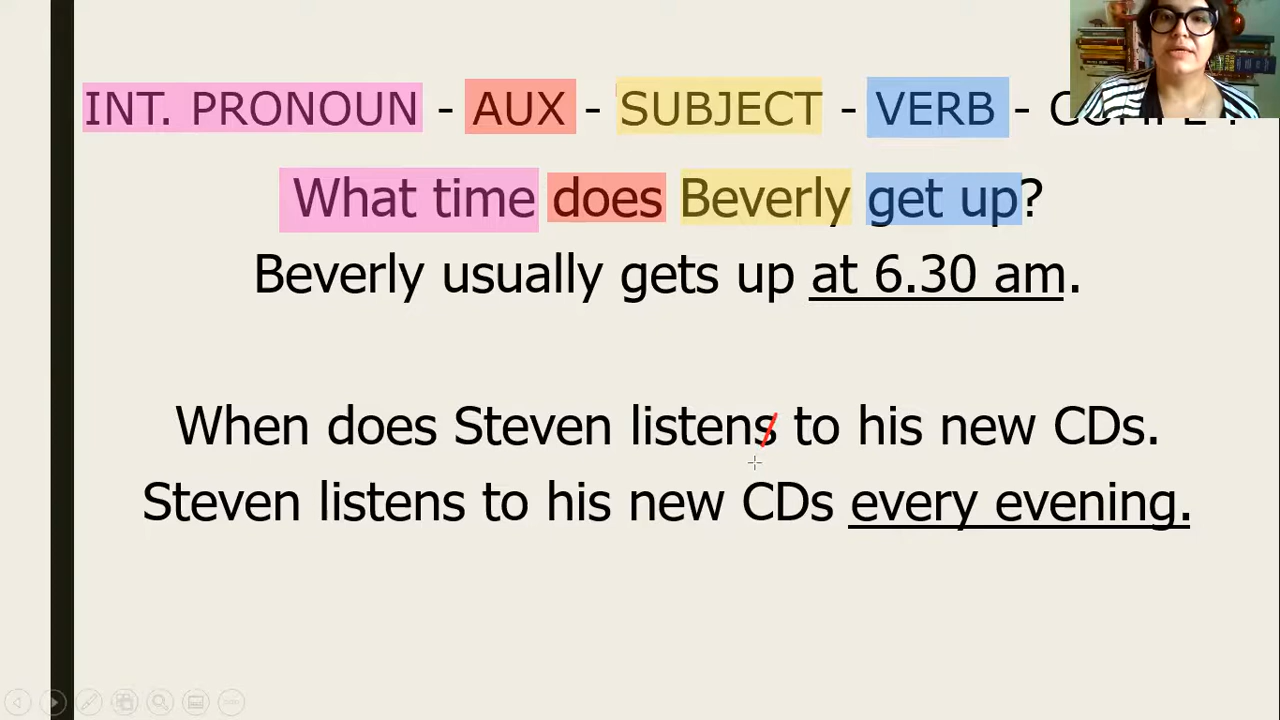 INT. PRONOUN - AUX - SUBJECT - VERB -
What time does Beverly get up?
Beverly usually gets up at 6.30 am.
When does Steven listens to his new CDs.
Steven listens to his new CDs every evening.